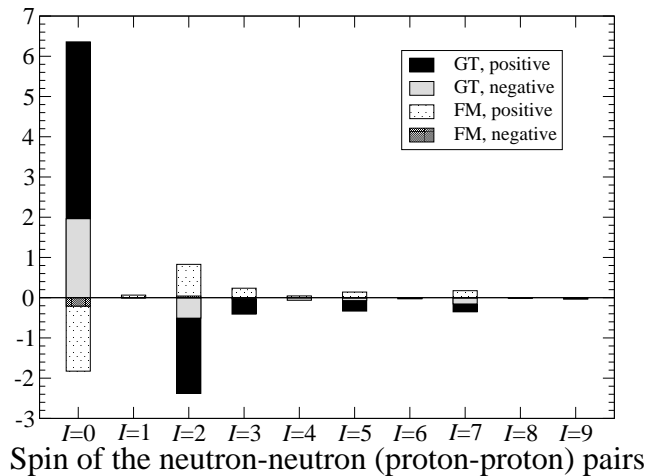 7
6
5
4
3
2
1
0
-1
-2
-3
GT, positive
GT, negative
FM, positive
FM, negative
I=0 I=1 I=2 I=3 I=4 I=5 I=6 I=7 I=8 I=9
Spin of the neutron-neutron (proton-proton) pairs